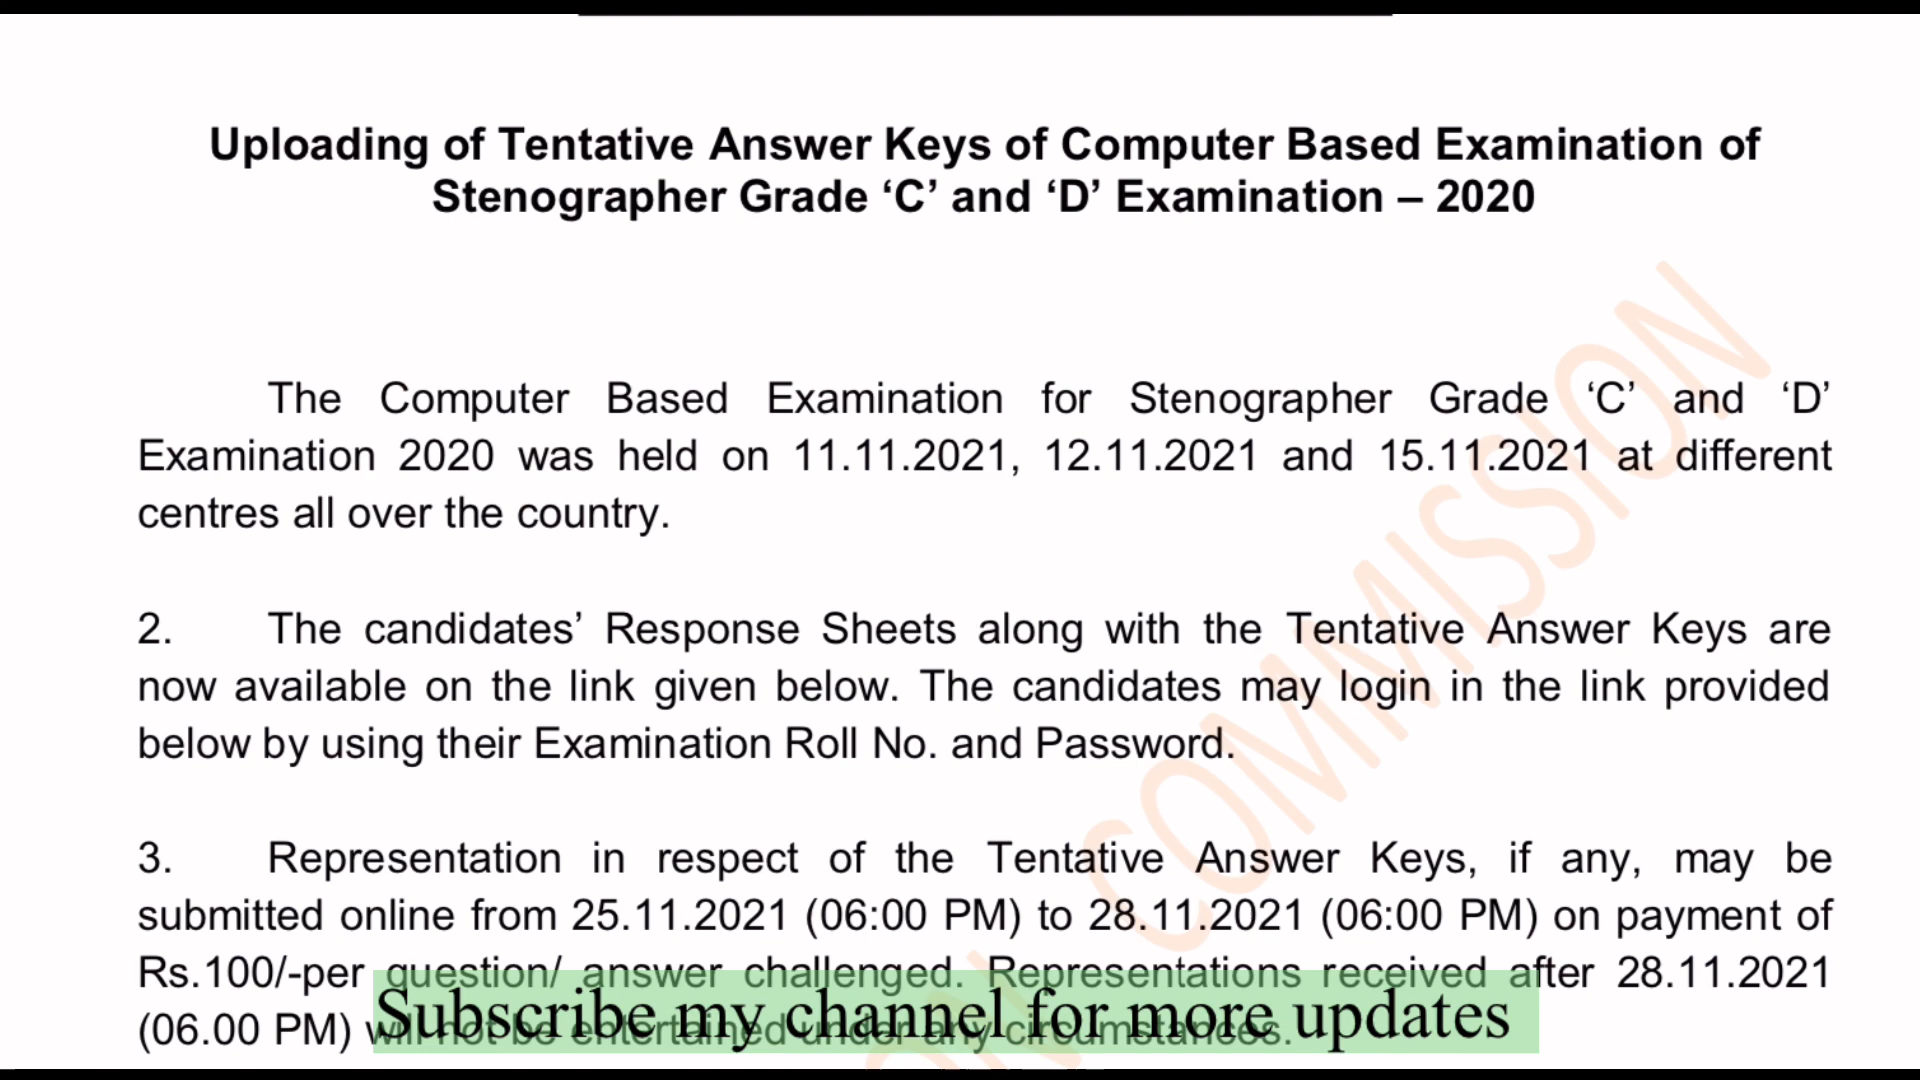 Uploading of Tentative Answer Keys of Computer Based Examination of
Stenographer Grade ‘C’ and ‘D’ Examination – 2020
The Computer Based Examination for Stenographer Grade ‘C’ and ‘D’
Examination 2020 was held on 11.11.2021, 12.11.2021 and 15.11.2021 at different
centres all over the country.
2. The candidates’ Response Sheets along with the Tentative Answer Keys are
now available on the link given below. The candidates may login in the link provided
below by using their Examination Roll No. and Password.
3. Representation in respect of the Tentative Answer Keys, if any, may be
submitted online from 25.11.2021 (06:00 PM) to 28.11.2021 (06:00 PM) on payment of
Rs.100/-per question/ answer challenged. Representations received after 28.11.2021
(06.00 PM) will not be entertained under any circumstances.
Subscribe my channel for more updates
COMMISSION